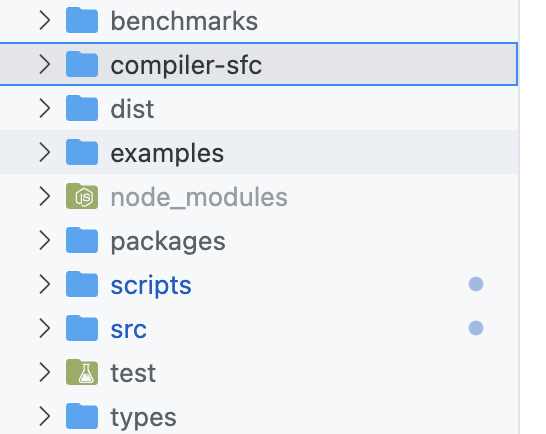 benchmarks
compiler-sfc
dist
examples
node_modules
packages
scripts
src
test
types